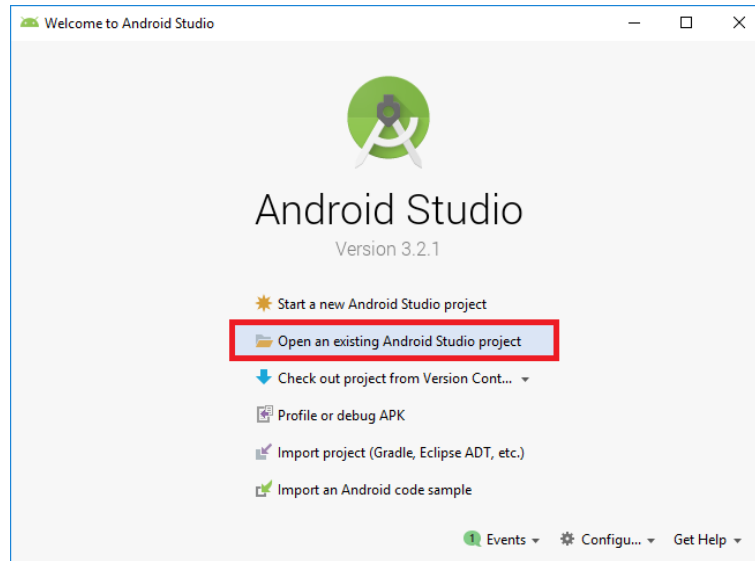 Welcome to Android Studio
Android Studio
Version 3.2.1
Start a new Android Studio project
Open an existing Android Studio project
Check out project from Version Cont...
Profile or debug APK
Import project (Gradle, Eclipse ADT, etc.)
Import an Android code sample
1 Events Configu... Get Help